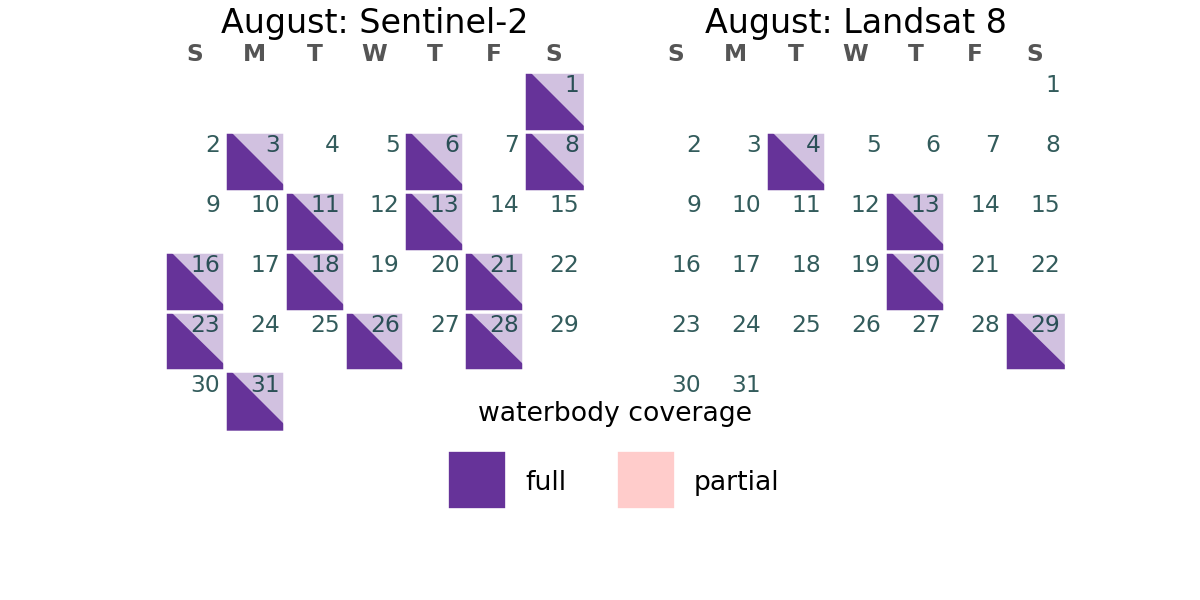 August: Sentinel-2
S M T W T F S
1
2 3 4 5 6 7 8
9 10 11 12 13 14 15
16 17 18 19 20 21 22
23 24 25 26 27 28 29
30 31
August: Landsat 8
S M T W T F S
1
2 3 4 5 6 7 8
9 10 11 12 13 14 15
16 17 18 19 20 21 22
23 24 25 26 27 28 29
30 31
waterbody coverage
full partial